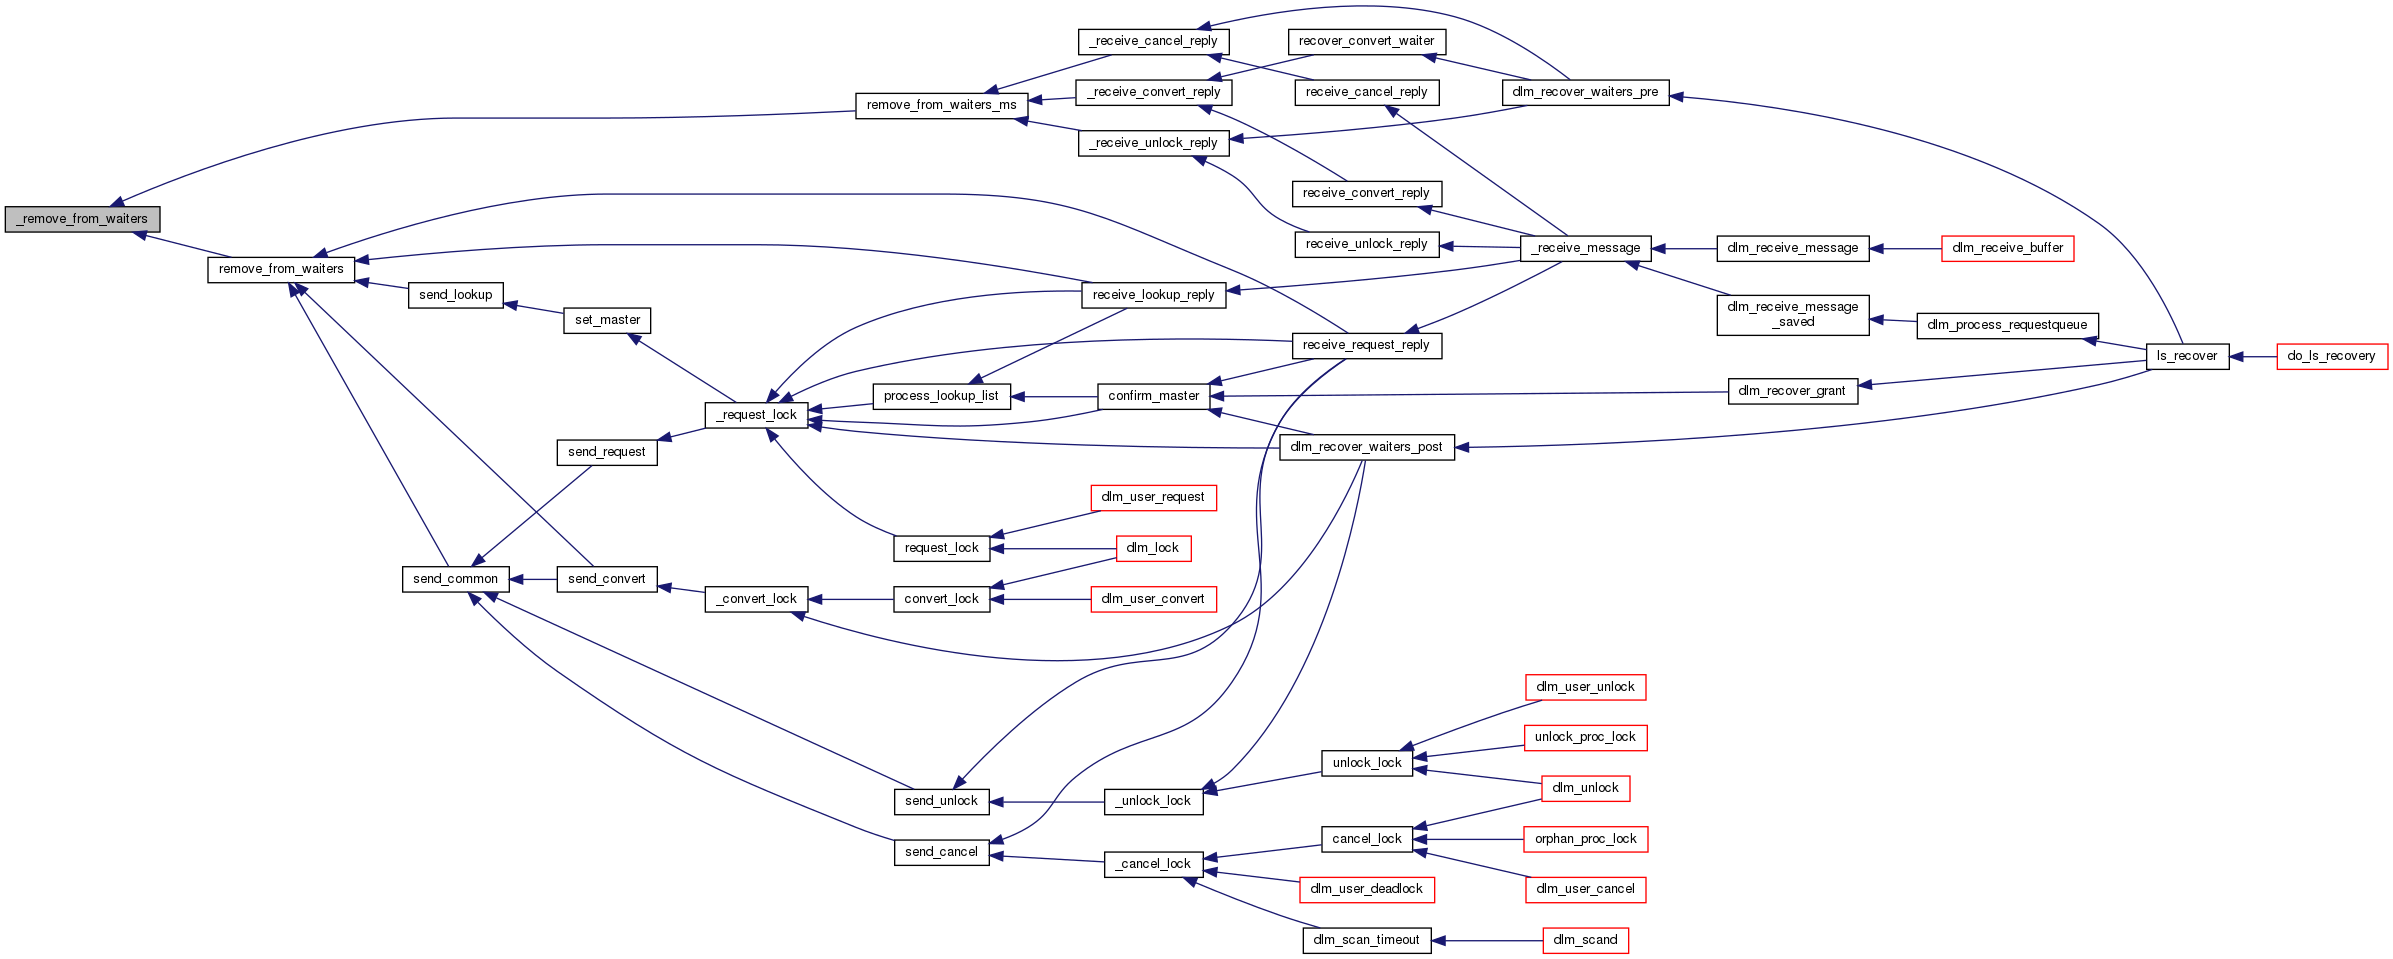 _receive_cancel_reply
recover_convert_waiter
_receive_convert_reply
receive_cancel_reply
dlm_recover_waiters_pre
remove_from_waiters_ms
_receive_unlock_reply
receive_convert_reply
_remove_from_waiters
receive_unlock_reply
_receive_message
dlm_receive_message
dlm_receive_buffer
remove_from_waiters
send_lookup
receive_lookup_reply
dlm_receive_message
_saved
set_master
dlm_process_requestqueue
receive_request_reply
ls_recover
do_ls_recovery
process_lookup_list
confirm_master
dlm_recover_grant
_request_lock
send_request
dlm_recover_waiters_post
dlm_user_request
request_lock
dlm_lock
send_common
send_convert
_convert_lock
convert_lock
dlm_user_convert
dlm_user_unlock
unlock_proc_lock
unlock_lock
dlm_unlock
send_unlock
_unlock_lock
cancel_lock
orphan_proc_lock
send_cancel
_cancel_lock
dlm_user_deadlock
dlm_user_cancel
dlm_scan_timeout
dlm_scand